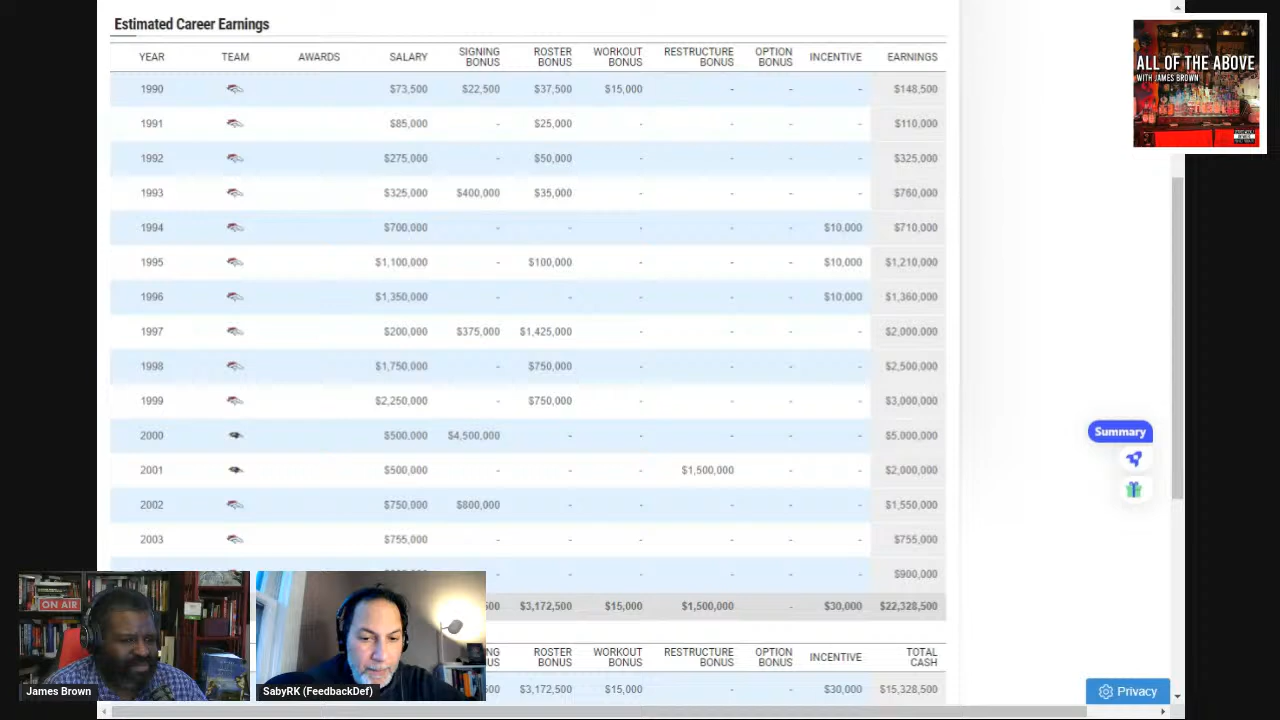 Estimated Career Earnings
YEAR TEAM AWARDS SALARY SIGNING BONUS ROSTER BONUS WORKOUT BONUS RESTRUCTURE BONUS OPTION BONUS INCENTIVE EARNINGS
1990 $73,500 $22,500 $37,500 $15,000 - - - $148,500
1991 $85,000 - $25,000 - - - - $110,000
1992 $275,000 - $50,000 - - - - $325,000
1993 $325,000 $400,000 $35,000 - - - - $760,000
1994 $700,000 - - - - - $10,000 $710,000
1995 $1,100,000 - $100,000 - - - $10,000 $1,210,000
1996 $1,350,000 - - - - - $10,000 $1,360,000
1997 $200,000 $375,000 $1,425,000 - - - - $2,000,000
1998 $1,750,000 - $750,000 - - - - $2,500,000
1999 $2,250,000 - $750,000 - - - - $3,000,000
2000 $500,000 $4,500,000 - - - - - $5,000,000
2001 $500,000 - - - $1,500,000 - - $2,000,000
2002 $750,000 $800,000 - - - - - $1,550,000
2003 $755,000 - - - - - - $755,000
- - - - - - $900,000
500 $3,172,500 $15,000 $1,500,000 - $30,000 $22,328,500
NG BONUS ROSTER BONUS WORKOUT BONUS RESTRUCTURE BONUS OPTION BONUS INCENTIVE TOTAL CASH
500 $3,172,500 $15,000 - - $30,000 $15,328,500
ALL OF THE ABOVE
WITH JAMES BROWN
Summary
Privacy
ON AIR
James Brown
SabyRK (FeedbackDef)